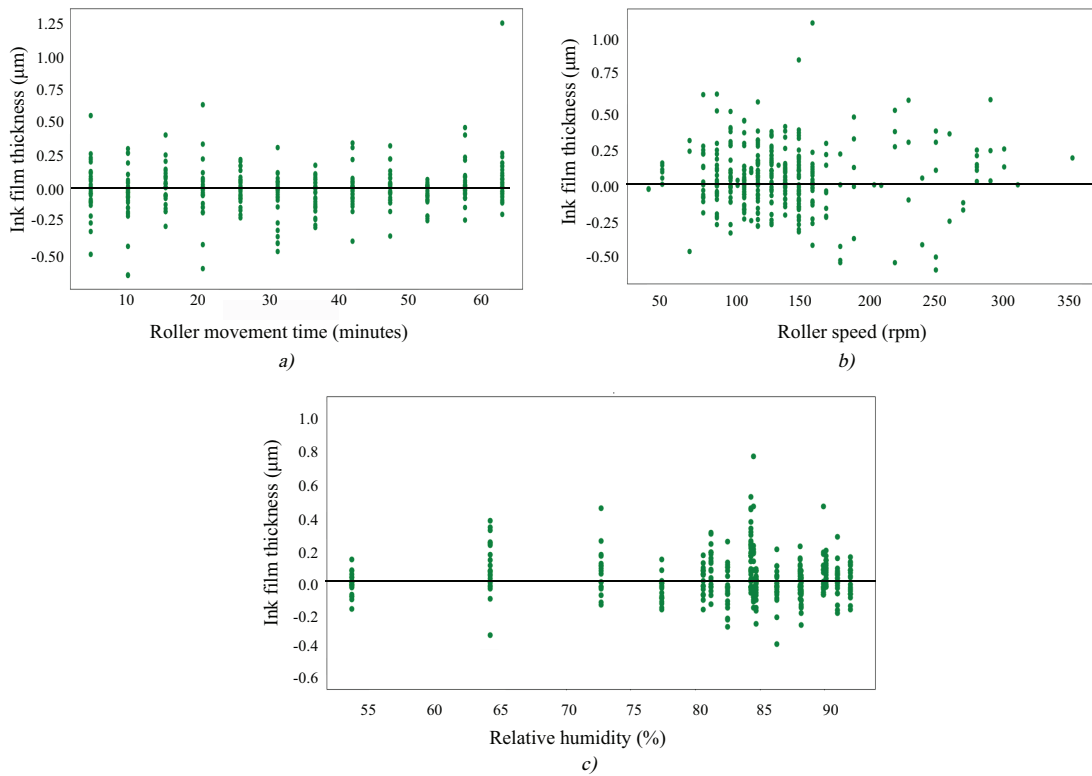 1.25
1.00
0.75
0.50
0.25
0.00
-0.25
-0.50
Ink film thickness (μm)
10 20 30 40 50 60
Roller movement time (minutes)
a)
1.00
0.75
0.50
0.25
0.00
-0.25
-0.50
Ink film thickness (μm)
50 100 150 200 250 300 350
Roller speed (rpm)
b)
1.0
0.8
0.6
0.4
0.2
0.0
-0.2
-0.4
-0.6
Ink film thickness (μm)
55 60 65 70 75 80 85 90
Relative humidity (%)
c)